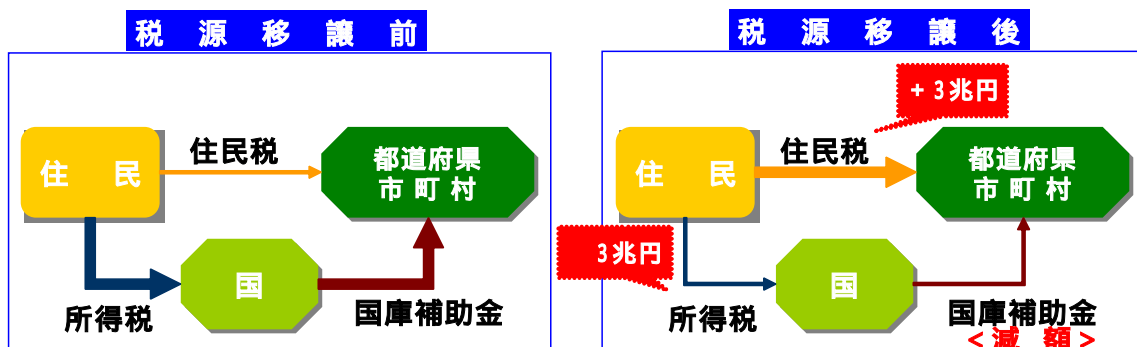 税源移譲前
住民
住民税
都道府県
市町村
国
所得税
国庫補助金
税源移譲後
+3兆円
住民
住民税
都道府県
市町村
3兆円
国
所得税
国庫補助金
<減額>